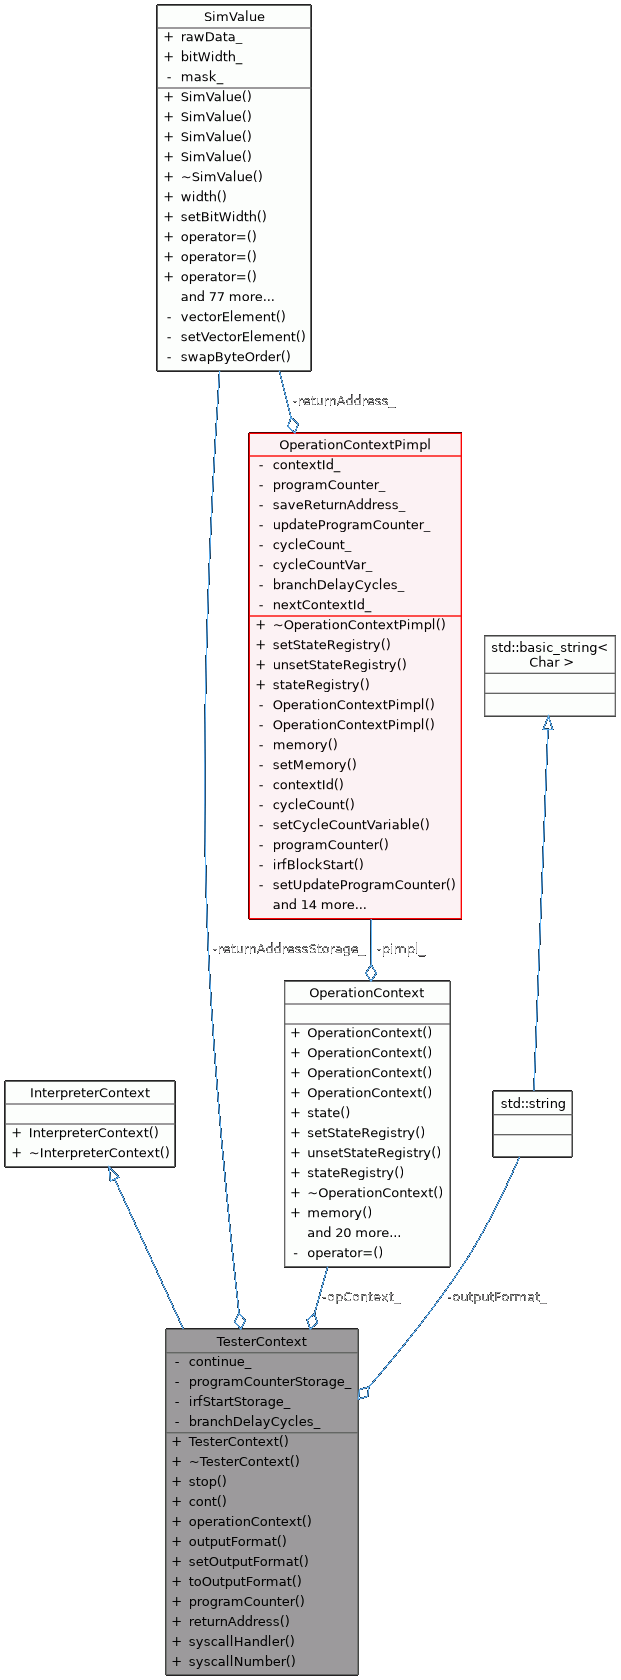 SimValue
+ rawData_
+ bitWidth_
- mask_
+ SimValue()
+ SimValue()
+ SimValue()
+ SimValue()
+ ~SimValue()
+ width()
+ setBitWidth()
+ operator=()
+ operator=()
+ operator=()
and 77 more...
- vectorElement()
- setVectorElement()
- swapByteOrder()
-returnAddress_
OperationContextPimpl
- contextId_
- programCounter_
- saveReturnAddress_
- updateProgramCounter_
- cycleCount_
- cycleCountVar_
- branchDelayCycles_
- nextContextId_
+ ~OperationContextPimpl()
+ setStateRegistry()
+ unsetStateRegistry()
+ stateRegistry()
- OperationContextPimpl()
- OperationContextPimpl()
- memory()
- setMemory()
- contextId()
- cycleCount()
- setCycleCountVariable()
- programCounter()
- irfBlockStart()
- setUpdateProgramCounter()
and 14 more...
std::basic_string<
Char >
-returnAddressStorage_
-pimpl_
OperationContext
+ OperationContext()
+ OperationContext()
+ OperationContext()
+ OperationContext()
+ state()
+ setStateRegistry()
+ unsetStateRegistry()
+ stateRegistry()
+ ~OperationContext()
+ memory()
and 20 more...
- operator=()
InterpreterContext
+ InterpreterContext()
+ ~InterpreterContext()
std::string
-opContext_
-outputFormat_
TesterContext
- continue_
- programCounterStorage_
- irfStartStorage_
- branchDelayCycles_
+ TesterContext()
+ ~TesterContext()
+ stop()
+ cont()
+ operationContext()
+ outputFormat()
+ setOutputFormat()
+ toOutputFormat()
+ programCounter()
+ returnAddress()
+ syscallHandler()
+ syscallNumber()